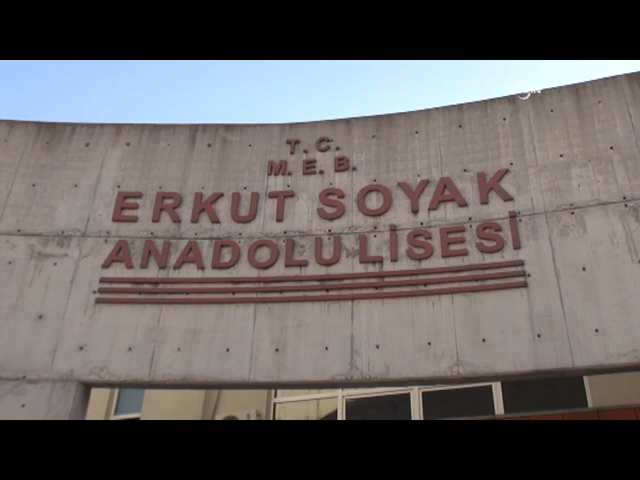 T. C.
M. E. B.
ERKUT SOYAK
ANADOLU LİSESİ